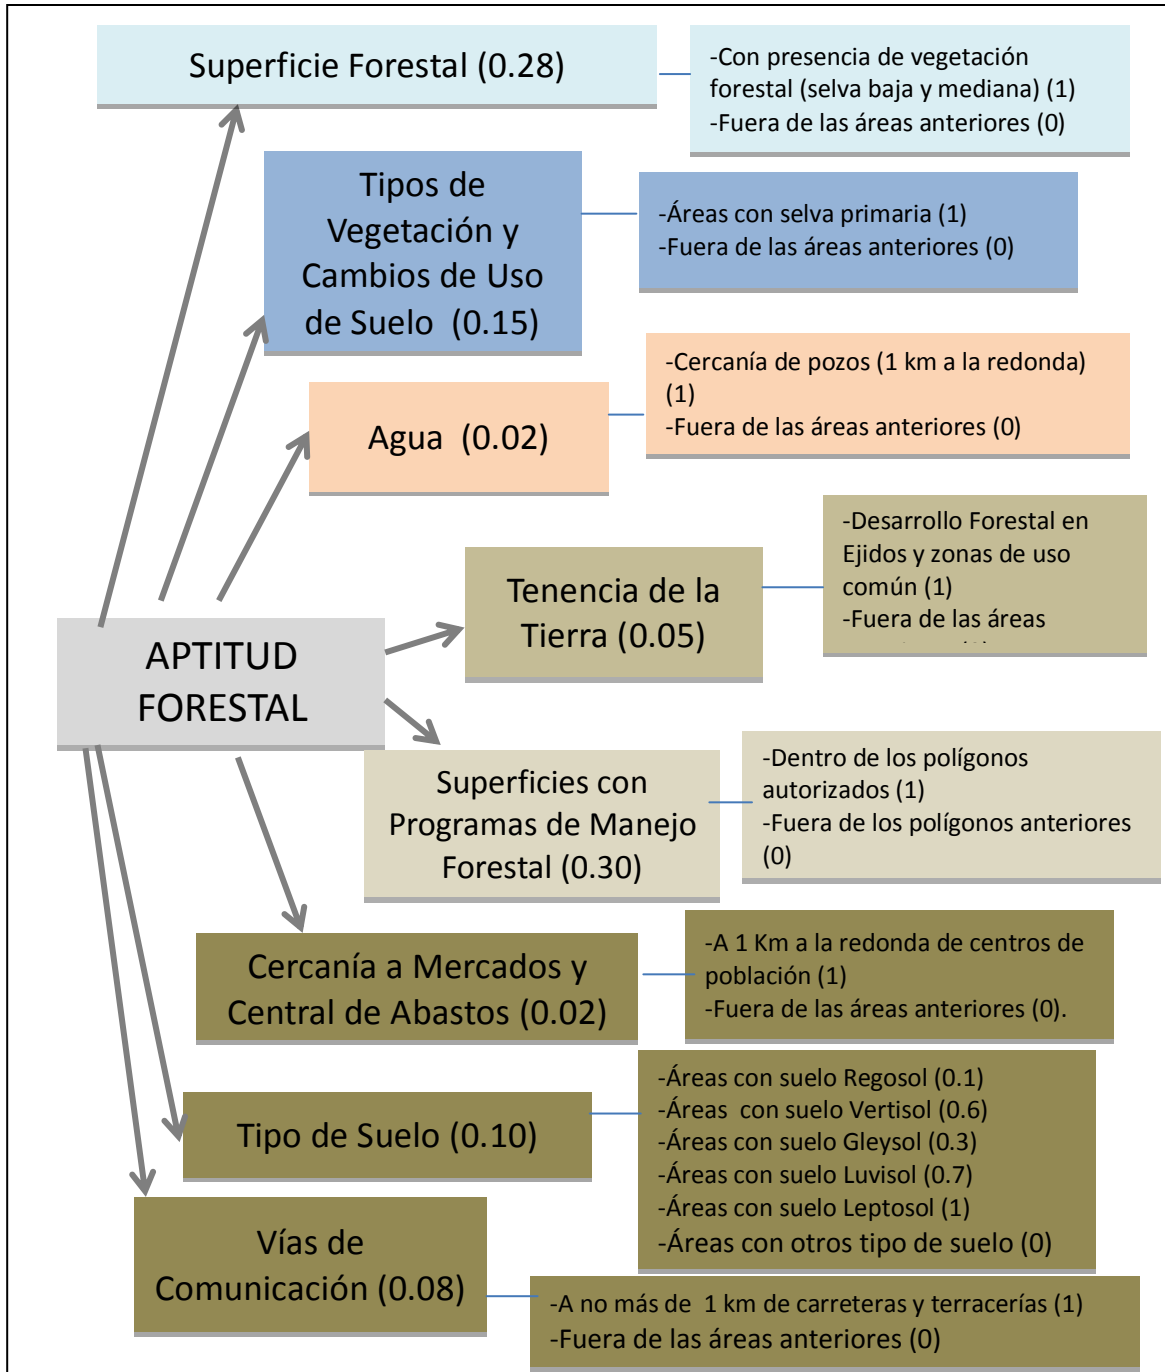 Superficie Forestal (0.28)
-Con presencia de vegetación
forestal (selva baja y mediana) (1)
-Fuera de las áreas anteriores (0)
Tipos de
Vegetación y
Cambios de Uso
de Suelo (0.15)
-Áreas con selva primaria (1)
-Fuera de las áreas anteriores (0)
Agua (0.02)
-Cercanía de pozos (1 km a la redonda)
(1)
-Fuera de las áreas anteriores (0)
Tenencia de la
Tierra (0.05)
-Desarrollo Forestal en
Ejidos y zonas de uso
común (1)
-Fuera de las áreas
APTITUD
FORESTAL
Superficies con
Programas de Manejo
Forestal (0.30)
-Dentro de los polígonos
autorizados (1)
-Fuera de los polígonos anteriores
(0)
Cercanía a Mercados y
Central de Abastos (0.02)
-A 1 Km a la redonda de centros de
población (1)
-Fuera de las áreas anteriores (0).
Tipo de Suelo (0.10)
-Áreas con suelo Regosol (0.1)
-Áreas con suelo Vertisol (0.6)
-Áreas con suelo Gleysol (0.3)
-Áreas con suelo Luvisol (0.7)
-Áreas con suelo Leptosol (1)
-Áreas con otros tipo de suelo (0)
Vías de
Comunicación (0.08)
-A no más de 1 km de carreteras y terracerías (1)
-Fuera de las áreas anteriores (0)